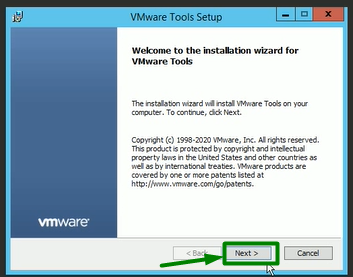 VMware Tools Setup
Welcome to the installation wizard for
VMware Tools
The installation wizard will install VMware Tools on your
computer. To continue, click Next.
Copyright (c) 1998-2020 VMware, Inc. All rights reserved.
This product is protected by copyright and intellectual
property laws in the United States and other countries as
well as by international treaties. VMware products are
covered by one or more patents listed at
http://www.vmware.com/go/patents.
vmware
< Back Next > Cancel